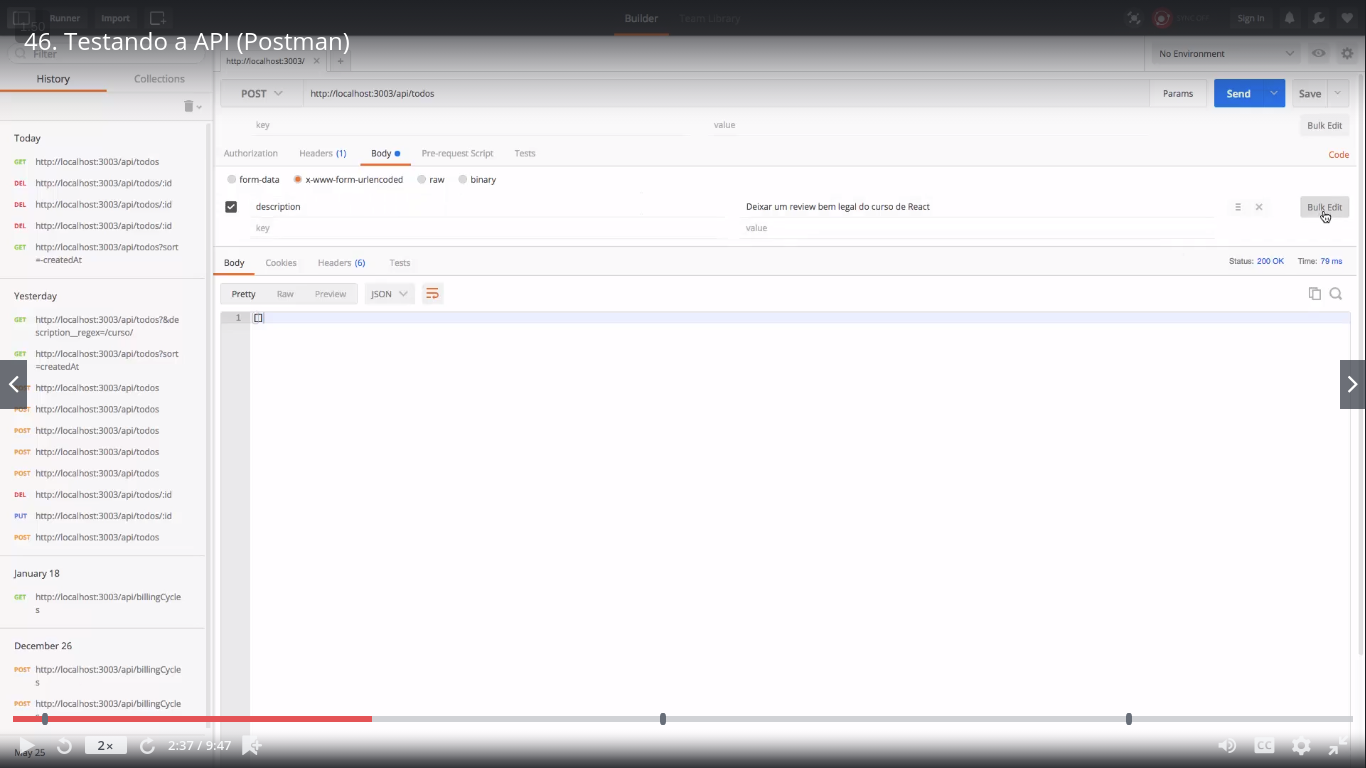 Runner
Import
Builder
Team Library
Sign in
46. Testando a API (Postman)
Filter
http://localhost:3003/
No Environment
History
Collections
POST
http://localhost:3003/api/todos
Params
Send
Save
key
value
Bulk Edit
Today
Authorization
Headers (1)
Body
Pre-request Script
Tests
Code
GET http://localhost:3003/api/todos
DEL http://localhost:3003/api/todos/:id
DEL http://localhost:3003/api/todos/:id
DEL http://localhost:3003/api/todos/:id
GET http://localhost:3003/api/todos?sort
=-createdAt
form-data
x-www-form-urlencoded
raw
binary
description
Deixar um review bem legal do curso de React
Bulk Edit
key
value
Body
Cookies
Headers (6)
Tests
Status: 200 OK
Time: 79 ms
Pretty
Raw
Preview
JSON
1 []
Yesterday
GET http://localhost:3003/api/todos?&de
scription__regex=/curso/
GET http://localhost:3003/api/todos?sort
=createdAt
http://localhost:3003/api/todos
POST http://localhost:3003/api/todos
POST http://localhost:3003/api/todos
POST http://localhost:3003/api/todos
POST http://localhost:3003/api/todos
DEL http://localhost:3003/api/todos/:id
PUT http://localhost:3003/api/todos/:id
POST http://localhost:3003/api/todos
January 18
GET http://localhost:3003/api/billingCycle
s
December 26
POST http://localhost:3003/api/billingCycle
s
POST http://localhost:3003/api/billingCycle
May 25
2×
2:37 / 9:47
CC